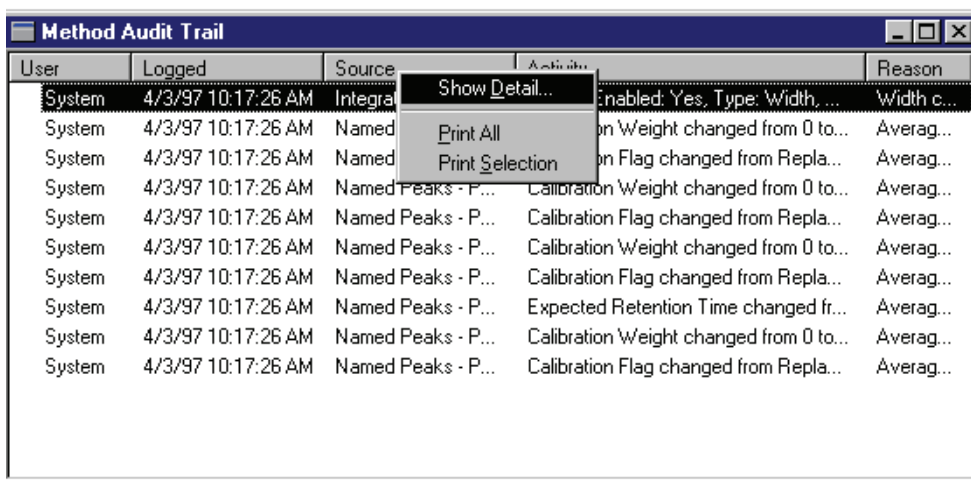 Method Audit Trail
User Logged Source Activity Reason
System 4/3/97 10:17:26 AM Integrat Enabled: Yes, Type: Width, ... Width c...
Show Detail...
System 4/3/97 10:17:26 AM Named on Weight changed from 0 to... Averag...
Print All
System 4/3/97 10:17:26 AM Named on Flag changed from Repla... Averag...
Print Selection
System 4/3/97 10:17:26 AM Named Peaks - P... Calibration Weight changed from 0 to... Averag...
System 4/3/97 10:17:26 AM Named Peaks - P... Calibration Flag changed from Repla... Averag...
System 4/3/97 10:17:26 AM Named Peaks - P... Calibration Weight changed from 0 to... Averag...
System 4/3/97 10:17:26 AM Named Peaks - P... Calibration Flag changed from Repla... Averag...
System 4/3/97 10:17:26 AM Named Peaks - P... Expected Retention Time changed fr... Averag...
System 4/3/97 10:17:26 AM Named Peaks - P... Calibration Weight changed from 0 to... Averag...
System 4/3/97 10:17:26 AM Named Peaks - P... Calibration Flag changed from Repla... Averag...